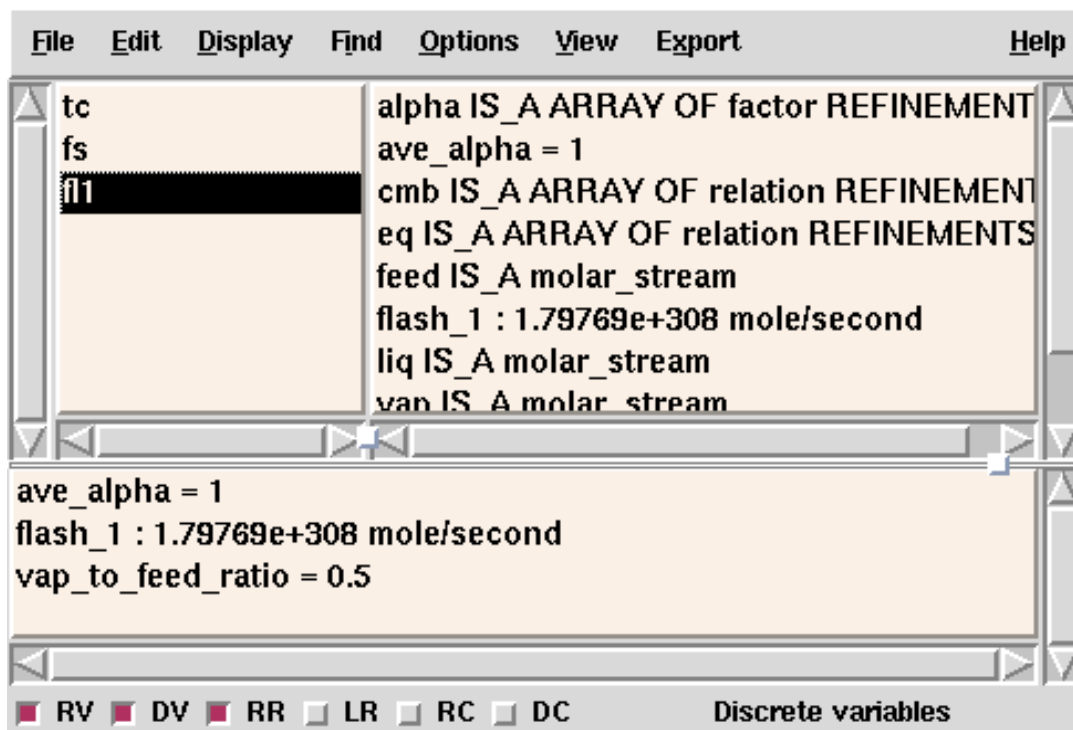 File Edit Display Find Options View Export Help
tc
fs
fl1
alpha IS_A ARRAY OF factor REFINEMENT
ave_alpha = 1
cmb IS_A ARRAY OF relation REFINEMENT
eq IS_A ARRAY OF relation REFINEMENTS
feed IS_A molar_stream
flash_1 : 1.79769e+308 mole/second
liq IS_A molar_stream
vap IS_A molar_stream
ave_alpha = 1
flash_1 : 1.79769e+308 mole/second
vap_to_feed_ratio = 0.5
RV DV RR LR RC DC Discrete variables